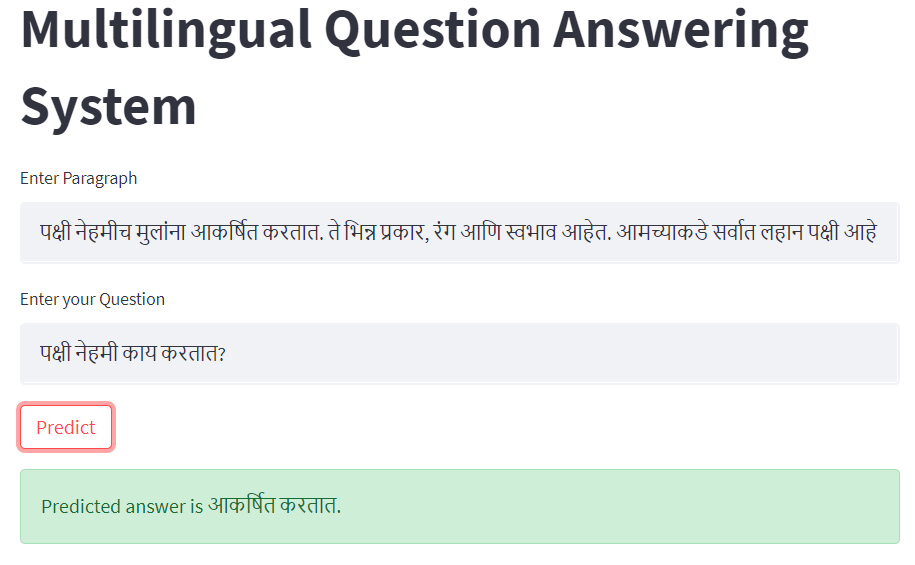 Multilingual Question Answering
System
Enter Paragraph
पक्षी नेहमीच मुलांना आकर्षित करतात. ते भिन्न प्रकार, रंग आणि स्वभाव आहेत. आमच्याकडे सर्वात लहान पक्षी आहे
Enter your Question
पक्षी नेहमी काय करतात?
Predict
Predicted answer is आकर्षित करतात.